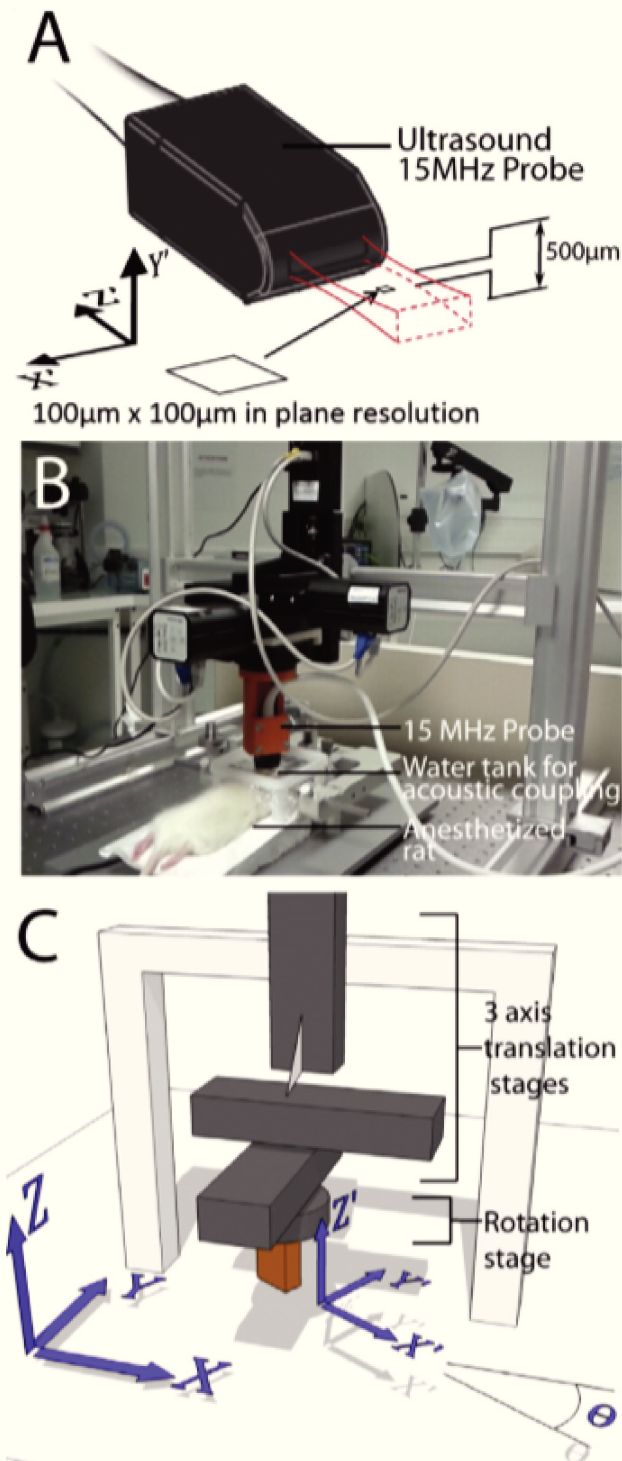 A
Ultrasound
15MHz Probe
500μm
Y'
Z'
X'
100μm x 100μm in plane resolution
B
15 MHz Probe
Water tank for
acoustic coupling
Anesthetized
rat
C
3 axis
translation
stages
Rotation
stage
Z
Y
X
Z'
Y'
X'
Y'
X'
Θ
Θ